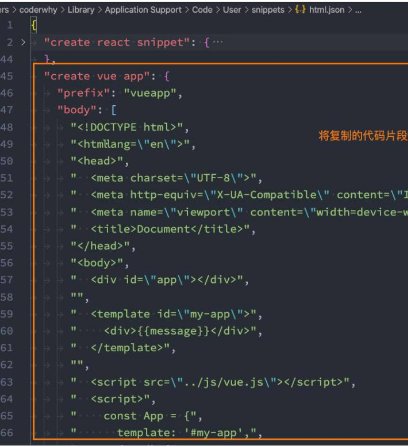 rs > coderwhy > Library > Application Support > Code > User > snippets > {} html.json > ...
1 {
2 > "create react snippet": { ...
44 },
45 "create vue app": {
46 "prefix": "vueapp",
47 "body": [
48 "<!DOCTYPE html>",
49 "<html lang=\"en\">",
将复制的代码片段
50 "<head>",
51 "  <meta charset=\"UTF-8\">",
52 "  <meta http-equiv=\"X-UA-Compatible\" content=\"I
53 "  <meta name=\"viewport\" content=\"width=device-w
54 "  <title>Document</title>",
55 "</head>",
56 "<body>",
57 "  <div id=\"app\"></div>",
58 "",
59 "  <template id=\"my-app\">",
60 "    <div>{{message}}</div>",
61 "  </template>",
62 "",
63 "  <script src=\"../js/vue.js\"></script>",
64 "  <script>",
65 "    const App = {",
66 "      template: '#my-app',",